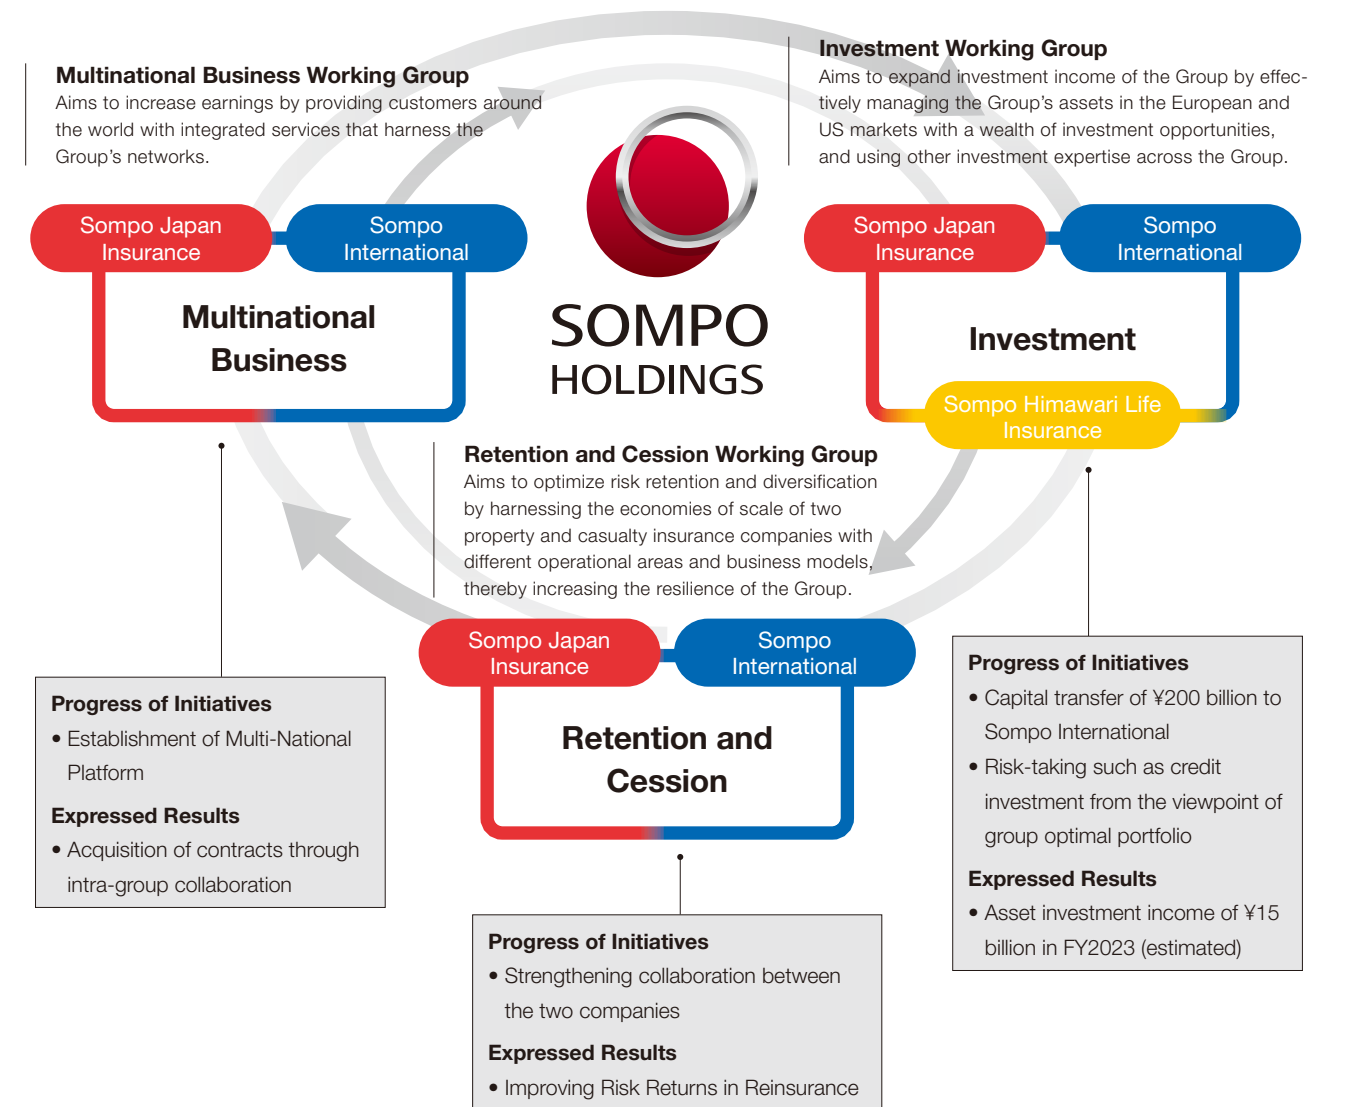 Multinational Business Working Group
Aims to increase earnings by providing customers around
the world with integrated services that harness the
Group's networks.
Investment Working Group
Aims to expand investment income of the Group by effec-
tively managing the Group's assets in the European and
US markets with a wealth of investment opportunities,
and using other investment expertise across the Group.
Sompo Japan
Insurance
Sompo
International
Multinational
Business
SOMPO
HOLDINGS
Sompo Japan
Insurance
Sompo
International
Investment
Sompo Himawari Life
Insurance
Retention and Cession Working Group
Aims to optimize risk retention and diversification
by harnessing the economies of scale of two
property and casualty insurance companies with
different operational areas and business models,
thereby increasing the resilience of the Group.
Sompo Japan
Insurance
Sompo
International
Retention and
Cession
Progress of Initiatives
• Establishment of Multi-National
Platform
Expressed Results
• Acquisition of contracts through
intra-group collaboration
Progress of Initiatives
• Strengthening collaboration between
the two companies
Expressed Results
• Improving Risk Returns in Reinsurance
Progress of Initiatives
• Capital transfer of ¥200 billion to
Sompo International
• Risk-taking such as credit
investment from the viewpoint of
group optimal portfolio
Expressed Results
• Asset investment income of ¥15
billion in FY2023 (estimated)